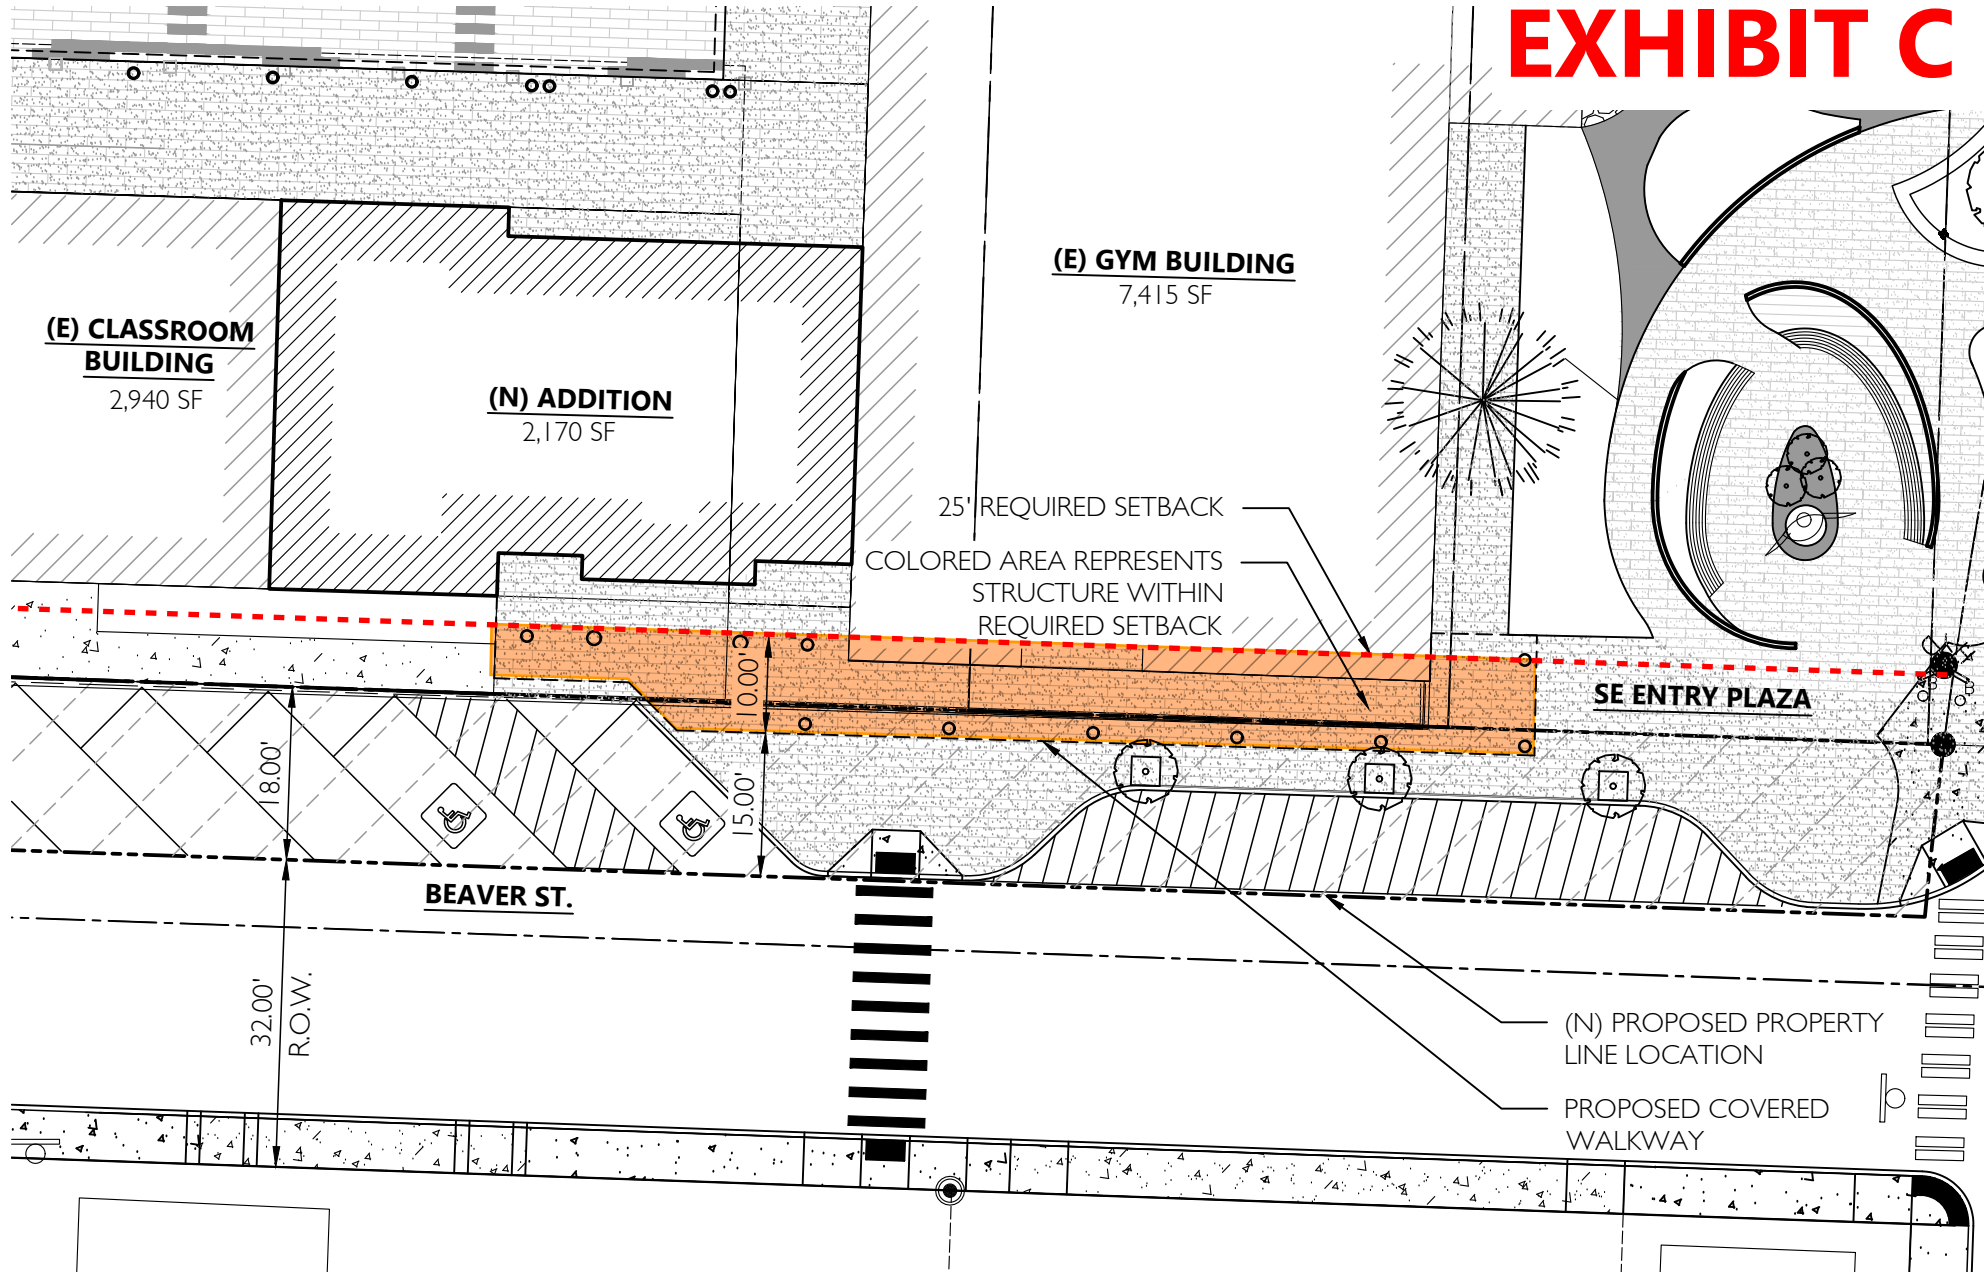 EXHIBIT C
(E) GYM BUILDING
7,415 SF
(E) CLASSROOM
BUILDING
2,940 SF
(N) ADDITION
2,170 SF
25' REQUIRED SETBACK
COLORED AREA REPRESENTS
STRUCTURE WITHIN
REQUIRED SETBACK
SE ENTRY PLAZA
10.00'
18.00'
15.00'
BEAVER ST.
32.00'
R.O.W.
(N) PROPOSED PROPERTY
LINE LOCATION
PROPOSED COVERED
WALKWAY